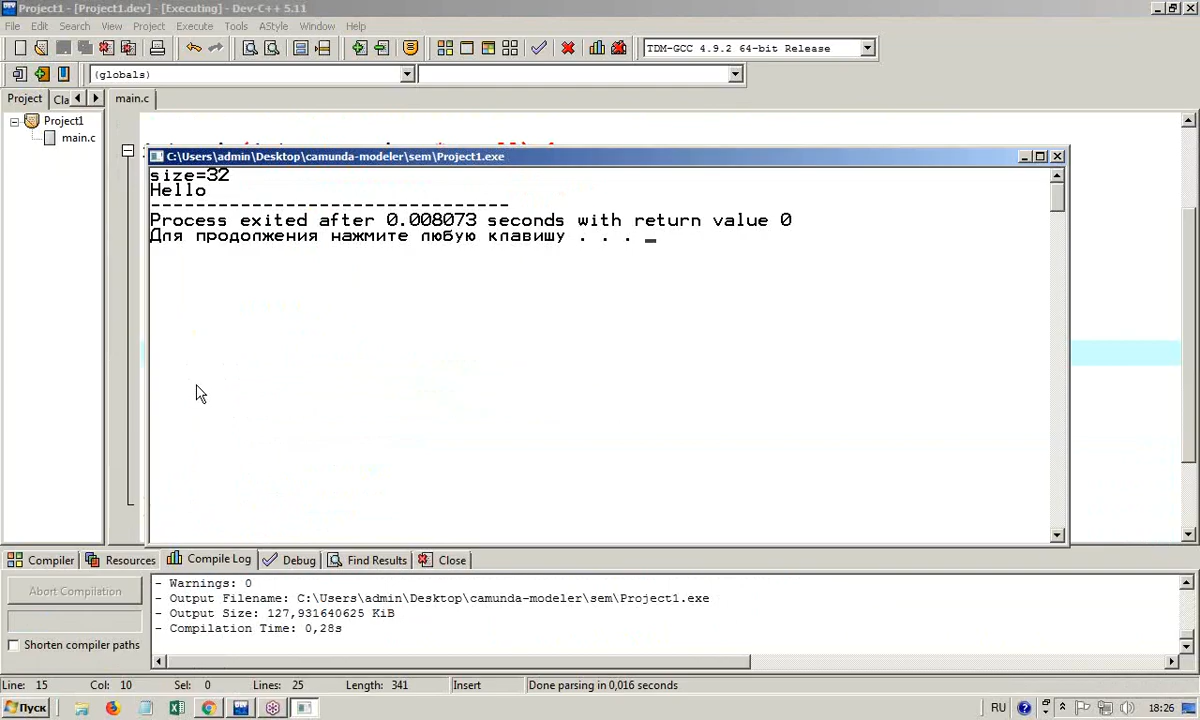 Project1 - [Project1.dev] - [Executing] - Dev-C++ 5.11
File Edit Search View Project Execute Tools AStyle Window Help
TDM-GCC 4.9.2 64-bit Release
(globals)
Project Cla main.c
Project1
main.c
C:\Users\admin\Desktop\camunda-modeler\sem\Project1.exe
size=32
Hello
--------------------------------
Process exited after 0.008073 seconds with return value 0
Для продолжения нажмите любую клавишу . . .
Compiler Resources Compile Log Debug Find Results Close
Abort Compilation
Shorten compiler paths
- Warnings: 0
- Output Filename: C:\Users\admin\Desktop\camunda-modeler\sem\Project1.exe
- Output Size: 127,931640625 KiB
- Compilation Time: 0,28s
Line: 15 Col: 10 Sel: 0 Lines: 25 Length: 341 Insert Done parsing in 0,016 seconds
Пуск RU 18:26